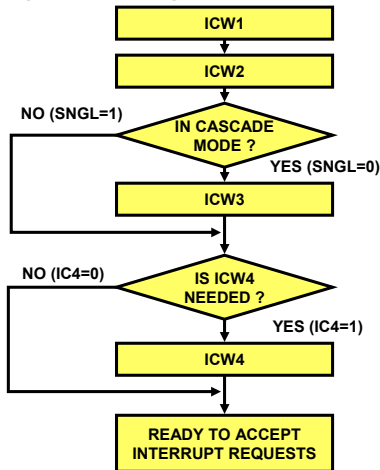 ICW1
ICW2
NO (SNGL=1)
IN CASCADE
MODE ?
YES (SNGL=0)
ICW3
NO (IC4=0)
IS ICW4
NEEDED ?
YES (IC4=1)
ICW4
READY TO ACCEPT
INTERRUPT REQUESTS